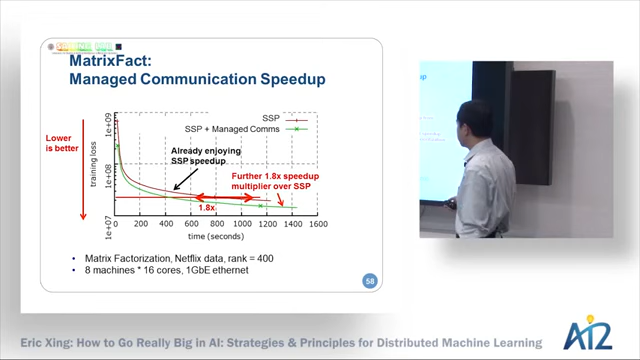 MatrixFact:
Managed Communication Speedup
Lower
is better
training loss
1e+09
1e+08
1e+07
SSP
SSP + Managed Comms
Already enjoying
SSP speedup
Further 1.8x speedup
multiplier over SSP
1.8x
0 200 400 600 800 1000 1200 1400 1600
time (seconds)
• Matrix Factorization, Netflix data, rank = 400
• 8 machines * 16 cores, 1GbE ethernet
58
Eric Xing: How to Go Really Big in AI: Strategies & Principles for Distributed Machine Learning
AI2